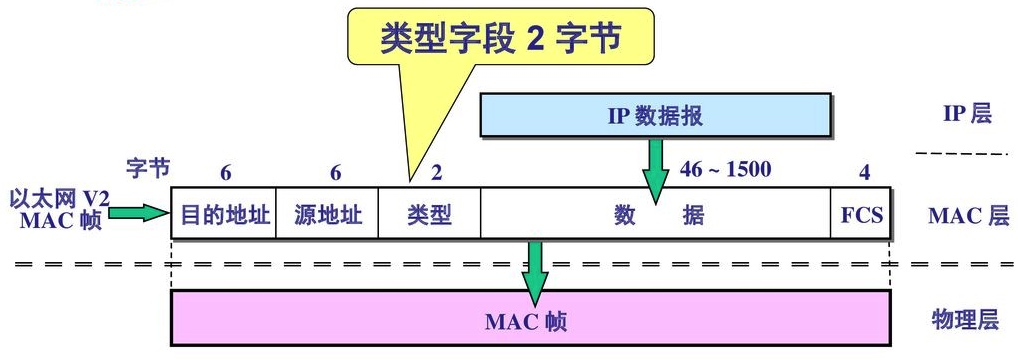 类型字段 2 字节
IP 数据报
IP 层
字节
6
6
2
46 ~ 1500
4
以太网 V2
MAC 帧
目的地址
源地址
类型
数 据
FCS
MAC 层
MAC 帧
物理层